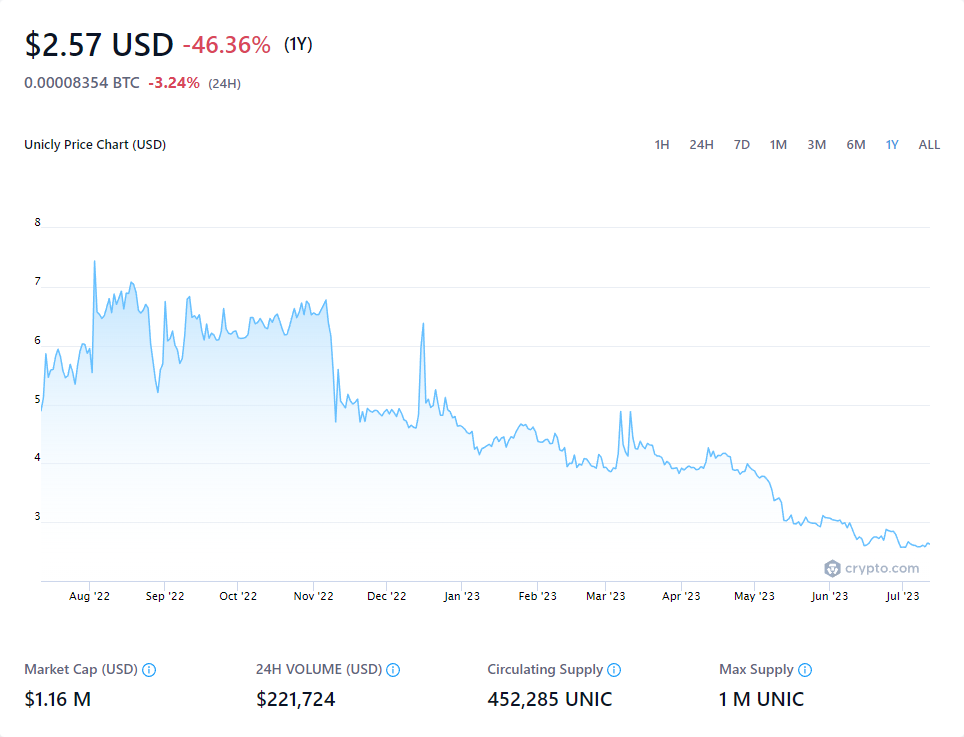 $2.57 USD -46.36% (1Y)
0.00008354 BTC -3.24% (24H)
Unicly Price Chart (USD) 1H 24H 7D 1M 3M 6M 1Y ALL
8
7
6
5
4
3
crypto.com
Aug '22 Sep '22 Oct '22 Nov '22 Dec '22 Jan '23 Feb '23 Mar '23 Apr '23 May '23 Jun '23 Jul '23
Market Cap (USD) 24H VOLUME (USD) Circulating Supply Max Supply
$1.16 M $221,724 452,285 UNIC 1 M UNIC